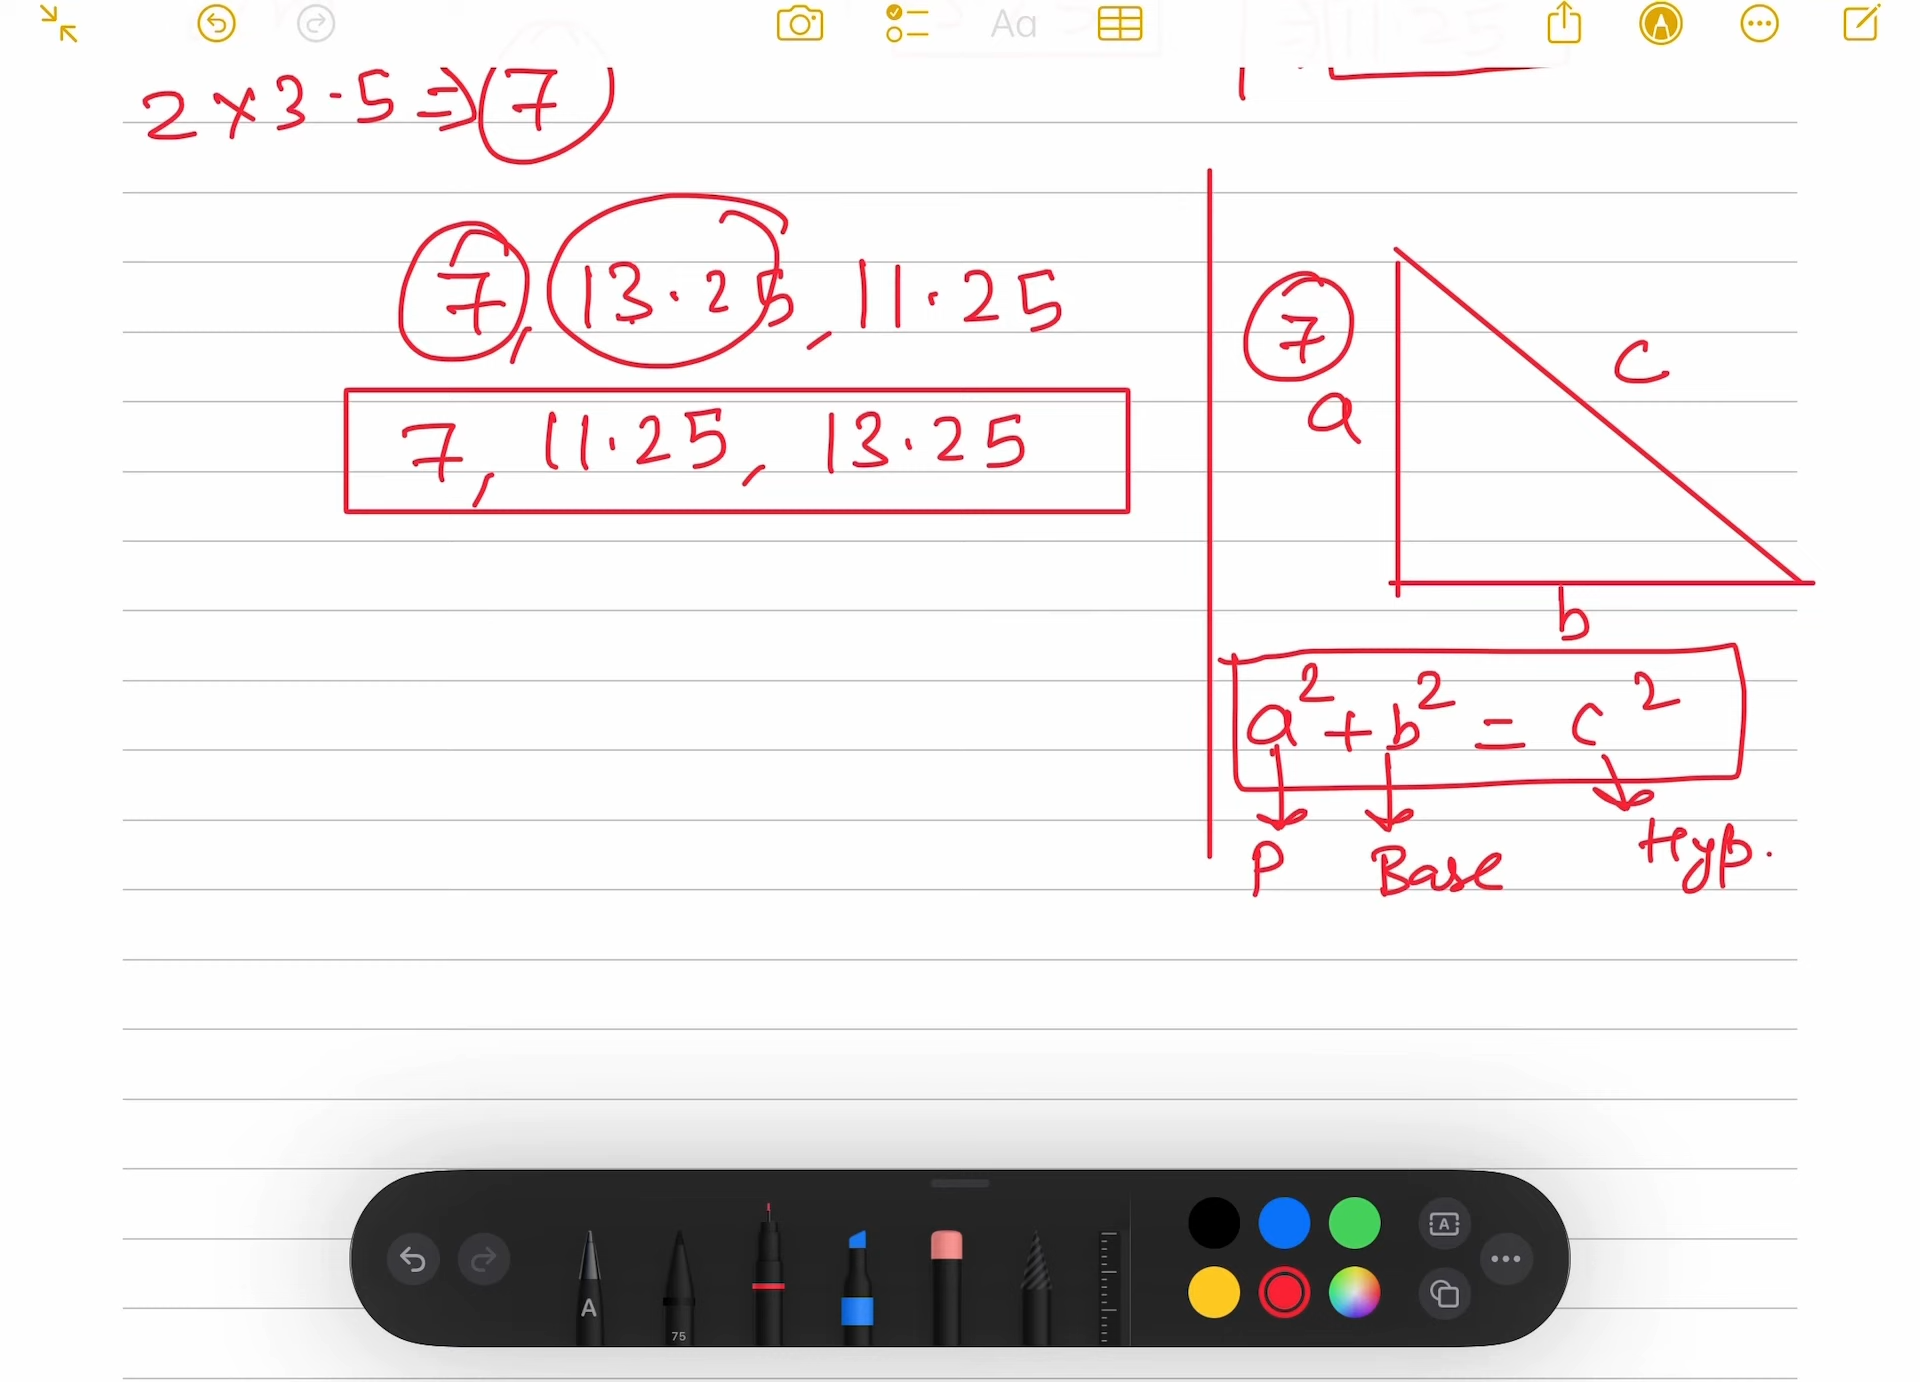 Aa
2 x 3.5 => 7
7, 13.25, 11.25
7, 11.25, 13.25
7
a
c
b
a² + b² = c²
P Base Hyp.
A
75
A